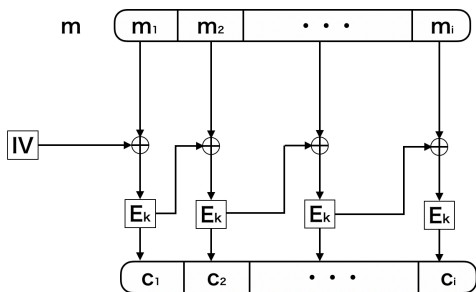 m m₁ m₂ · · · mᵢ
IV
Eₖ Eₖ Eₖ Eₖ
c₁ c₂ · · · cᵢ